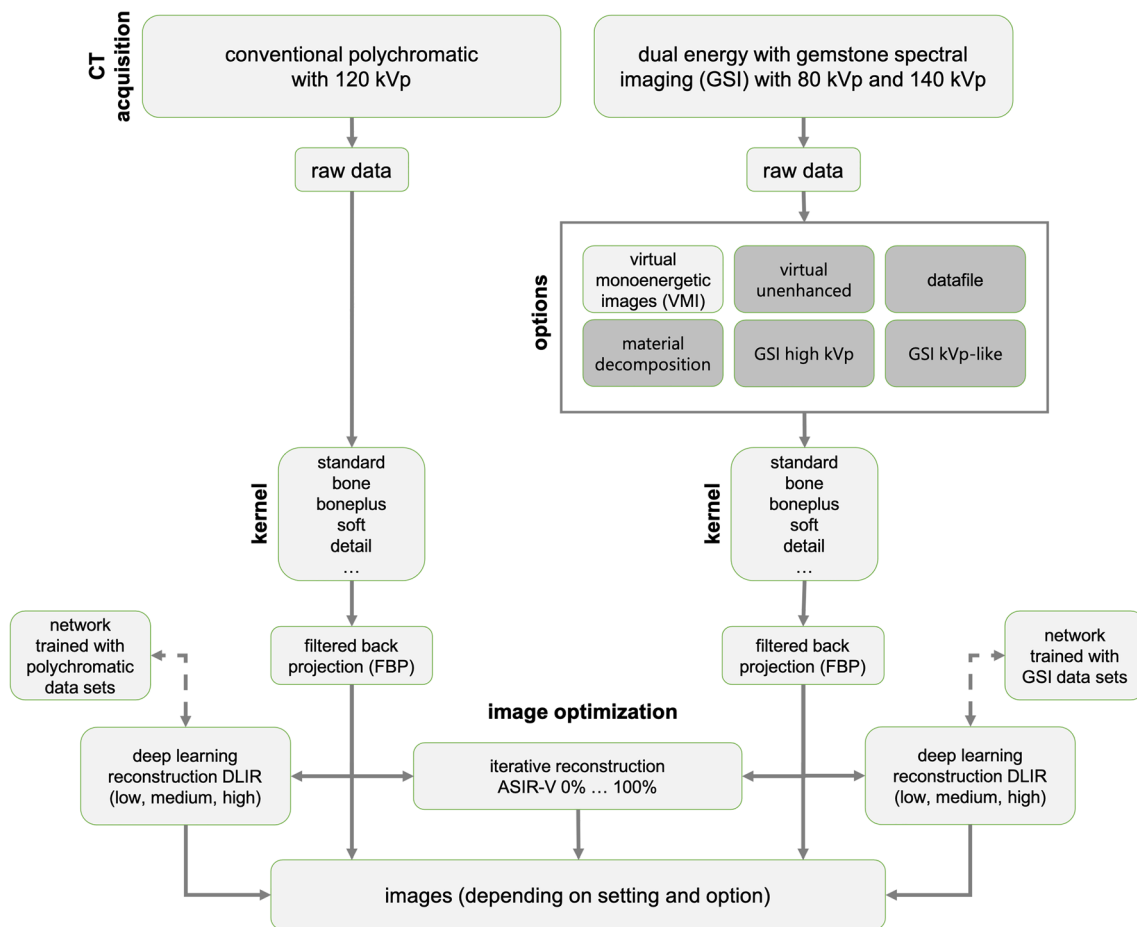 CT
acquisition
conventional polychromatic
with 120 kVp
dual energy with gemstone spectral
imaging (GSI) with 80 kVp and 140 kVp
raw data
raw data
options
virtual
monoenergetic
images (VMI)
virtual
unenhanced
datafile
material
decomposition
GSI high kVp
GSI kVp-like
kernel
standard
bone
boneplus
soft
detail
...
kernel
standard
bone
boneplus
soft
detail
...
network
trained with
polychromatic
data sets
filtered back
projection (FBP)
filtered back
projection (FBP)
network
trained with
GSI data sets
image optimization
deep learning
reconstruction DLIR
(low, medium, high)
iterative reconstruction
ASIR-V 0% ... 100%
deep learning
reconstruction DLIR
(low, medium, high)
images (depending on setting and option)